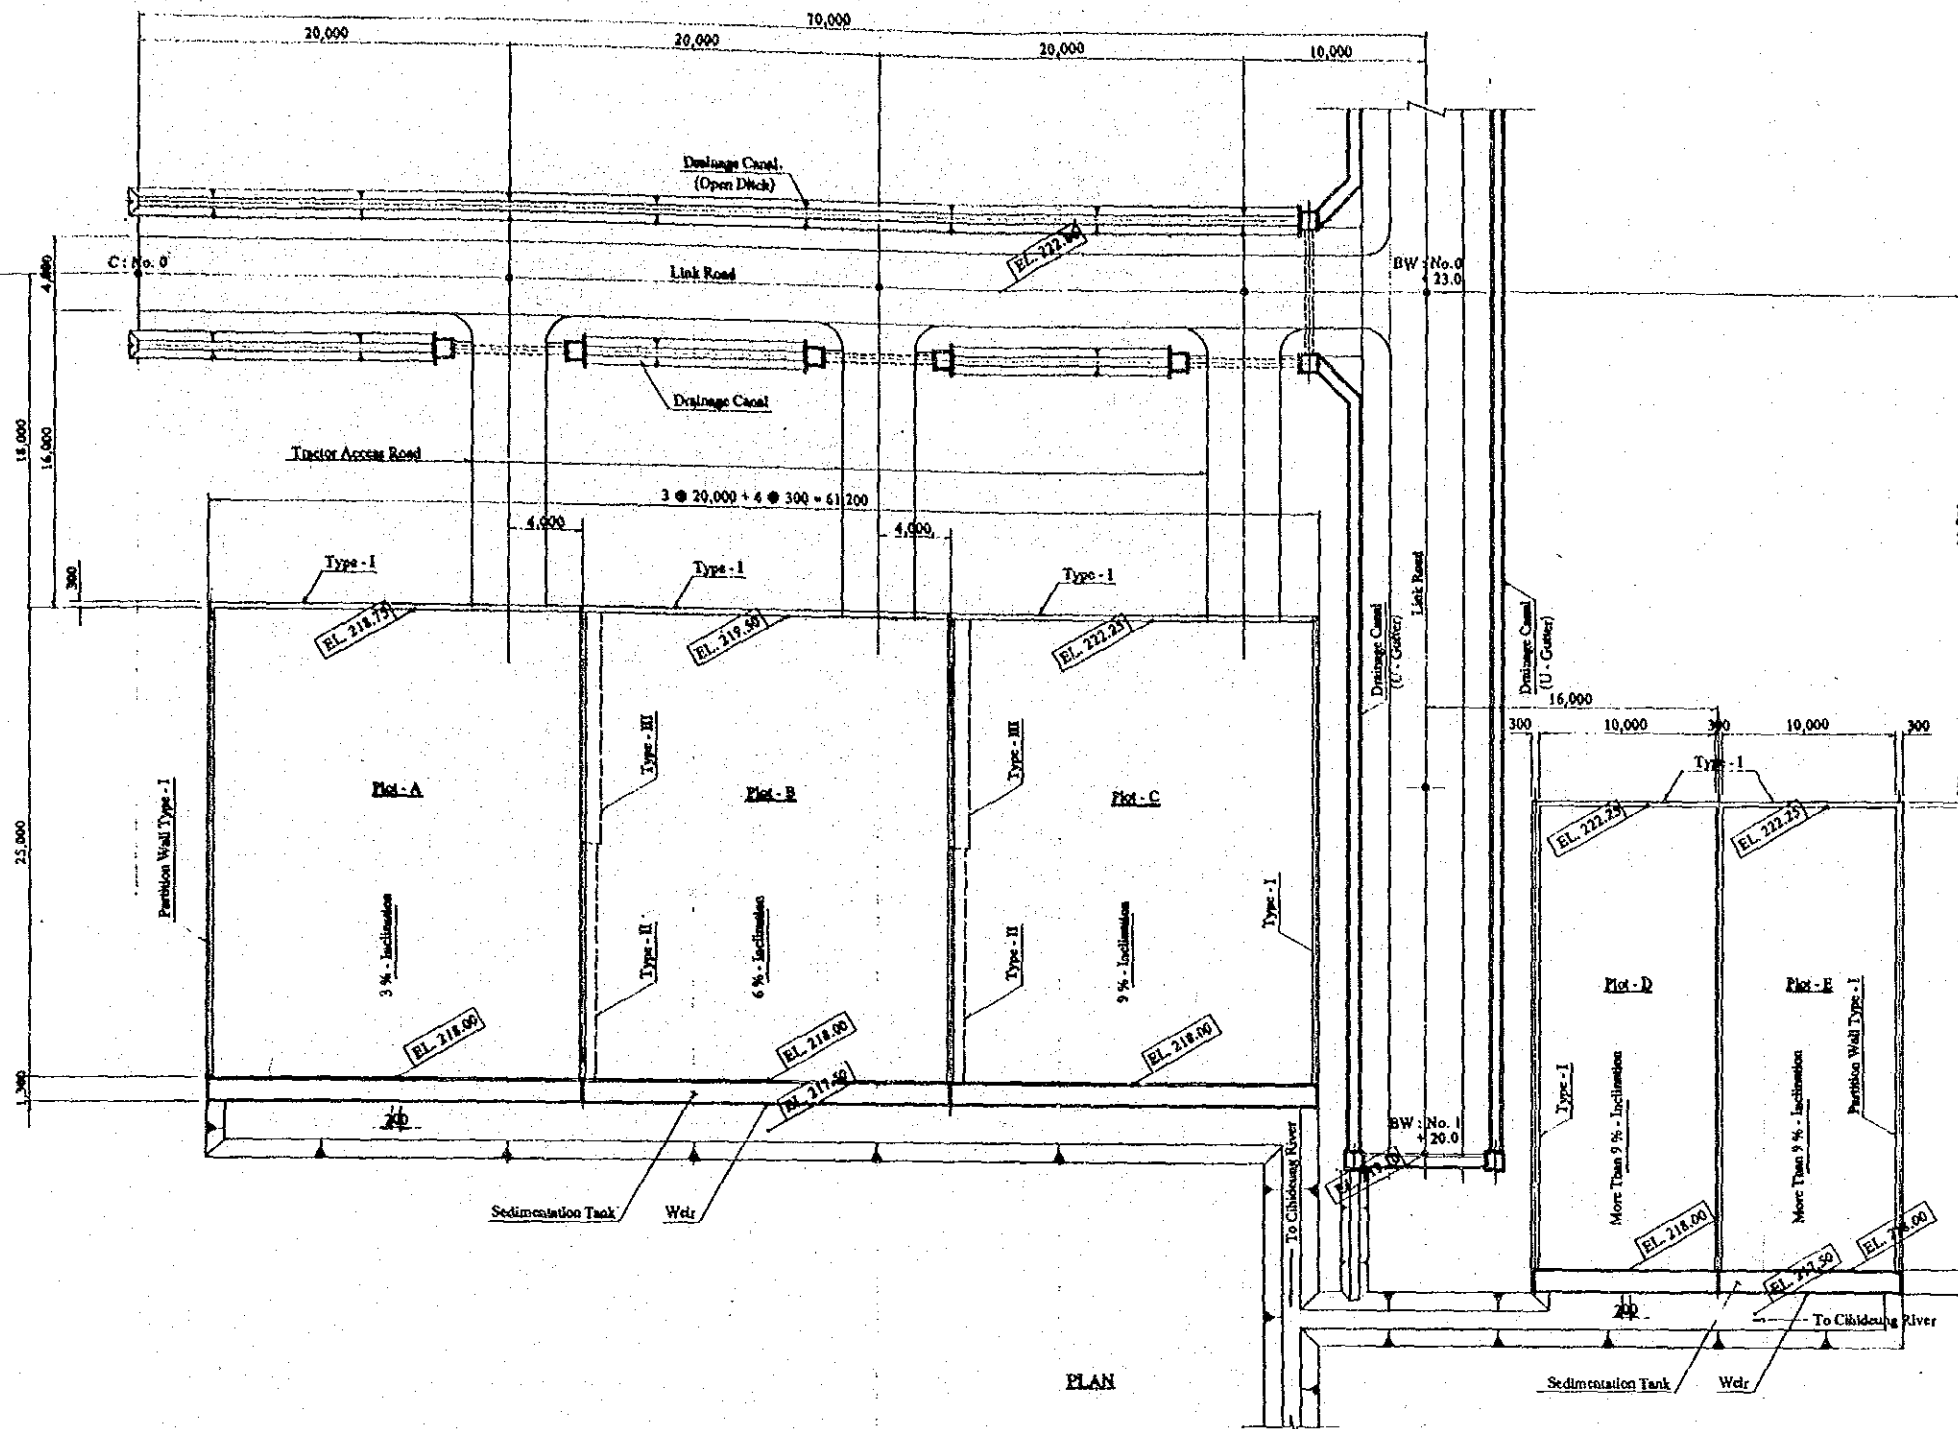 70,000
20,000
20,000
20,000
10,000
Drainage Canal.
(Open Ditch)
EL. 222.
C : No. 0
Link Road
BW : No.0
23.0
Drainage Canal
18,000
16,000
Tractor Access Road
3 @ 20,000 + 4 @ 300 = 61,200
4,000
4,000
300
Type - I
Type - I
Type - I
EL. 218.75
EL. 219.50
EL. 222.25
Link Road
Drainage Canal
(U - Gutter)
Drainage Canal
(U - Gutter)
16,000
300
10,000
300
10,000
300
Type - I
EL. 222.25
EL. 222.25
Type - III
Type - III
Plot - A
Plot - B
Plot - C
Partition Wall Type - I
25,000
3 % - Inclination
6 % - Inclination
9 % - Inclination
Type - II
Type - II
Type - I
Plot - D
Plot - E
Partition Wall Type - I
Type - I
More Than 9 % - Inclination
More Than 9 % - Inclination
EL. 218.00
EL. 218.00
EL. 218.00
EL. 217.50
200
BW : No. 1
+ 20.0
To Cihideung River
Sedimentation Tank
Weir
EL. 218.00
EL. 218.00
EL. 217.50
200
To Cihideung River
PLAN
Sedimentation Tank
Weir